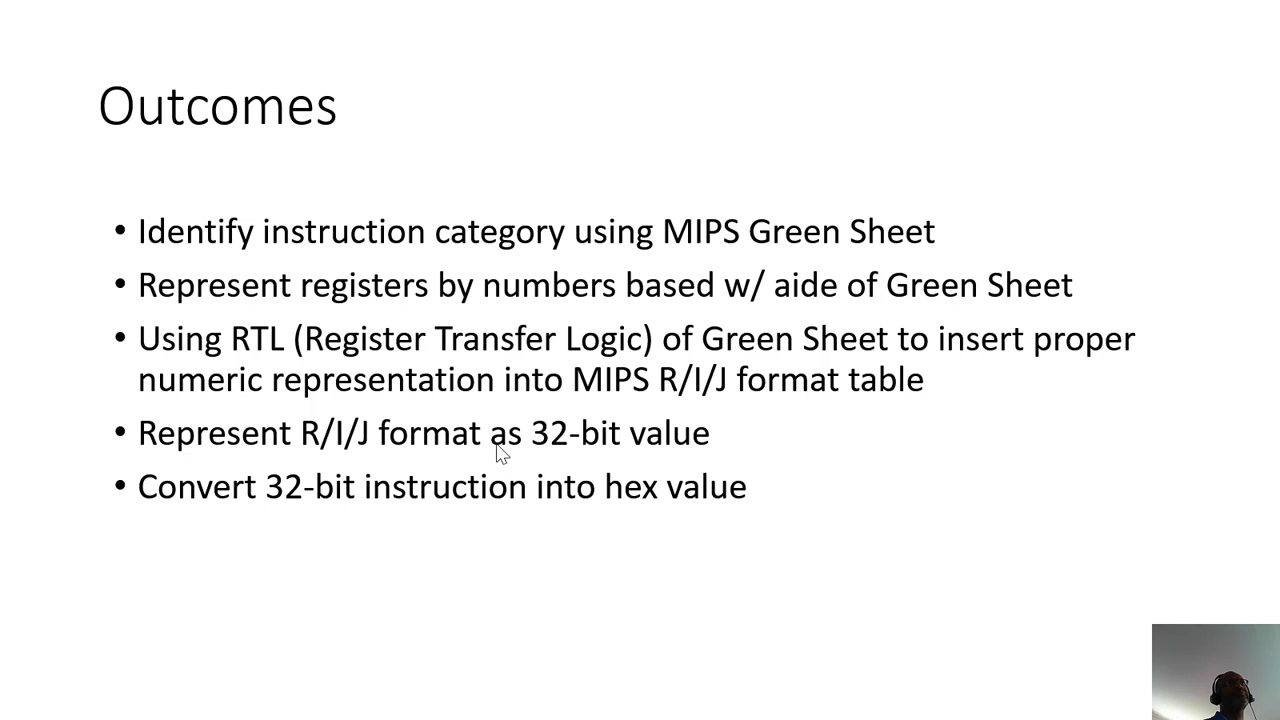 Outcomes
• Identify instruction category using MIPS Green Sheet
• Represent registers by numbers based w/ aide of Green Sheet
• Using RTL (Register Transfer Logic) of Green Sheet to insert proper
numeric representation into MIPS R/I/J format table
• Represent R/I/J format as 32-bit value
• Convert 32-bit instruction into hex value